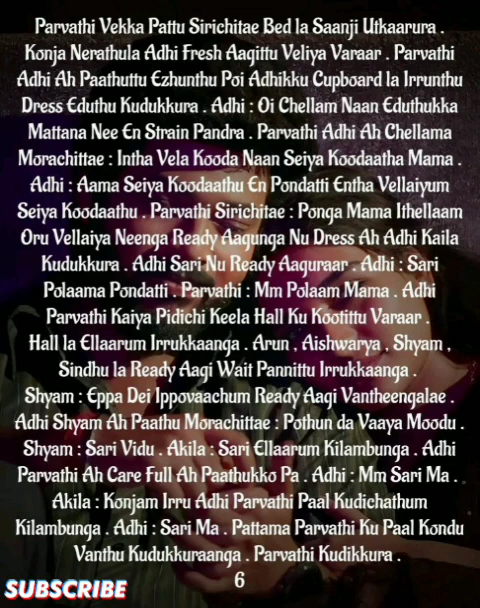 Parvathi Vekka Pattu Sirichitae Bed la Saanji Utkaarura .
Konja Nerathula Adhi Fresh Aagittu Veliya Varaar . Parvathi
Adhi Ah Paathuttu Ezhunthu Poi Adhikku Cupboard la Irrunthu
Dress Eduthu Kudukkura . Adhi : Oi Chellam Naan Eduthukka
Mattana Nee En Strain Pandra . Parvathi Adhi Ah Chellama
Morachittae : Intha Vela Kooda Naan Seiya Koodaatha Mama .
Adhi : Aama Seiya Koodaathu En Pondatti Entha Vellaiyum
Seiya Koodaathu . Parvathi Sirichitae : Ponga Mama Ithellaam
Oru Vellaiya Neenga Ready Aagunga Nu Dress Ah Adhi Kaila
Kudukkura . Adhi Sari Nu Ready Aaguraar . Adhi : Sari
Polaama Pondatti . Parvathi : Mm Polaam Mama . Adhi
Parvathi Kaiya Pidichi Keela Hall Ku Kootittu Varaar .
Hall la Ellaarum Irrukkaanga . Arun , Aishwarya , Shyam ,
Sindhu la Ready Aagi Wait Pannittu Irrukkaanga .
Shyam : Eppa Dei Ippovaachum Ready Aagi Vantheengalae .
Adhi Shyam Ah Paathu Morachittae : Pothun da Vaaya Moodu .
Shyam : Sari Vidu . Akila : Sari Ellaarum Kilambunga . Adhi
Parvathi Ah Care Full Ah Paathukko Pa . Adhi : Mm Sari Ma .
Akila : Konjam Irru Adhi Parvathi Paal Kudichathum
Kilambunga . Adhi : Sari Ma . Pattama Parvathi Ku Paal Kondu
Vanthu Kudukkuraanga . Parvathi Kudikkura .
6
SUBSCRIBE